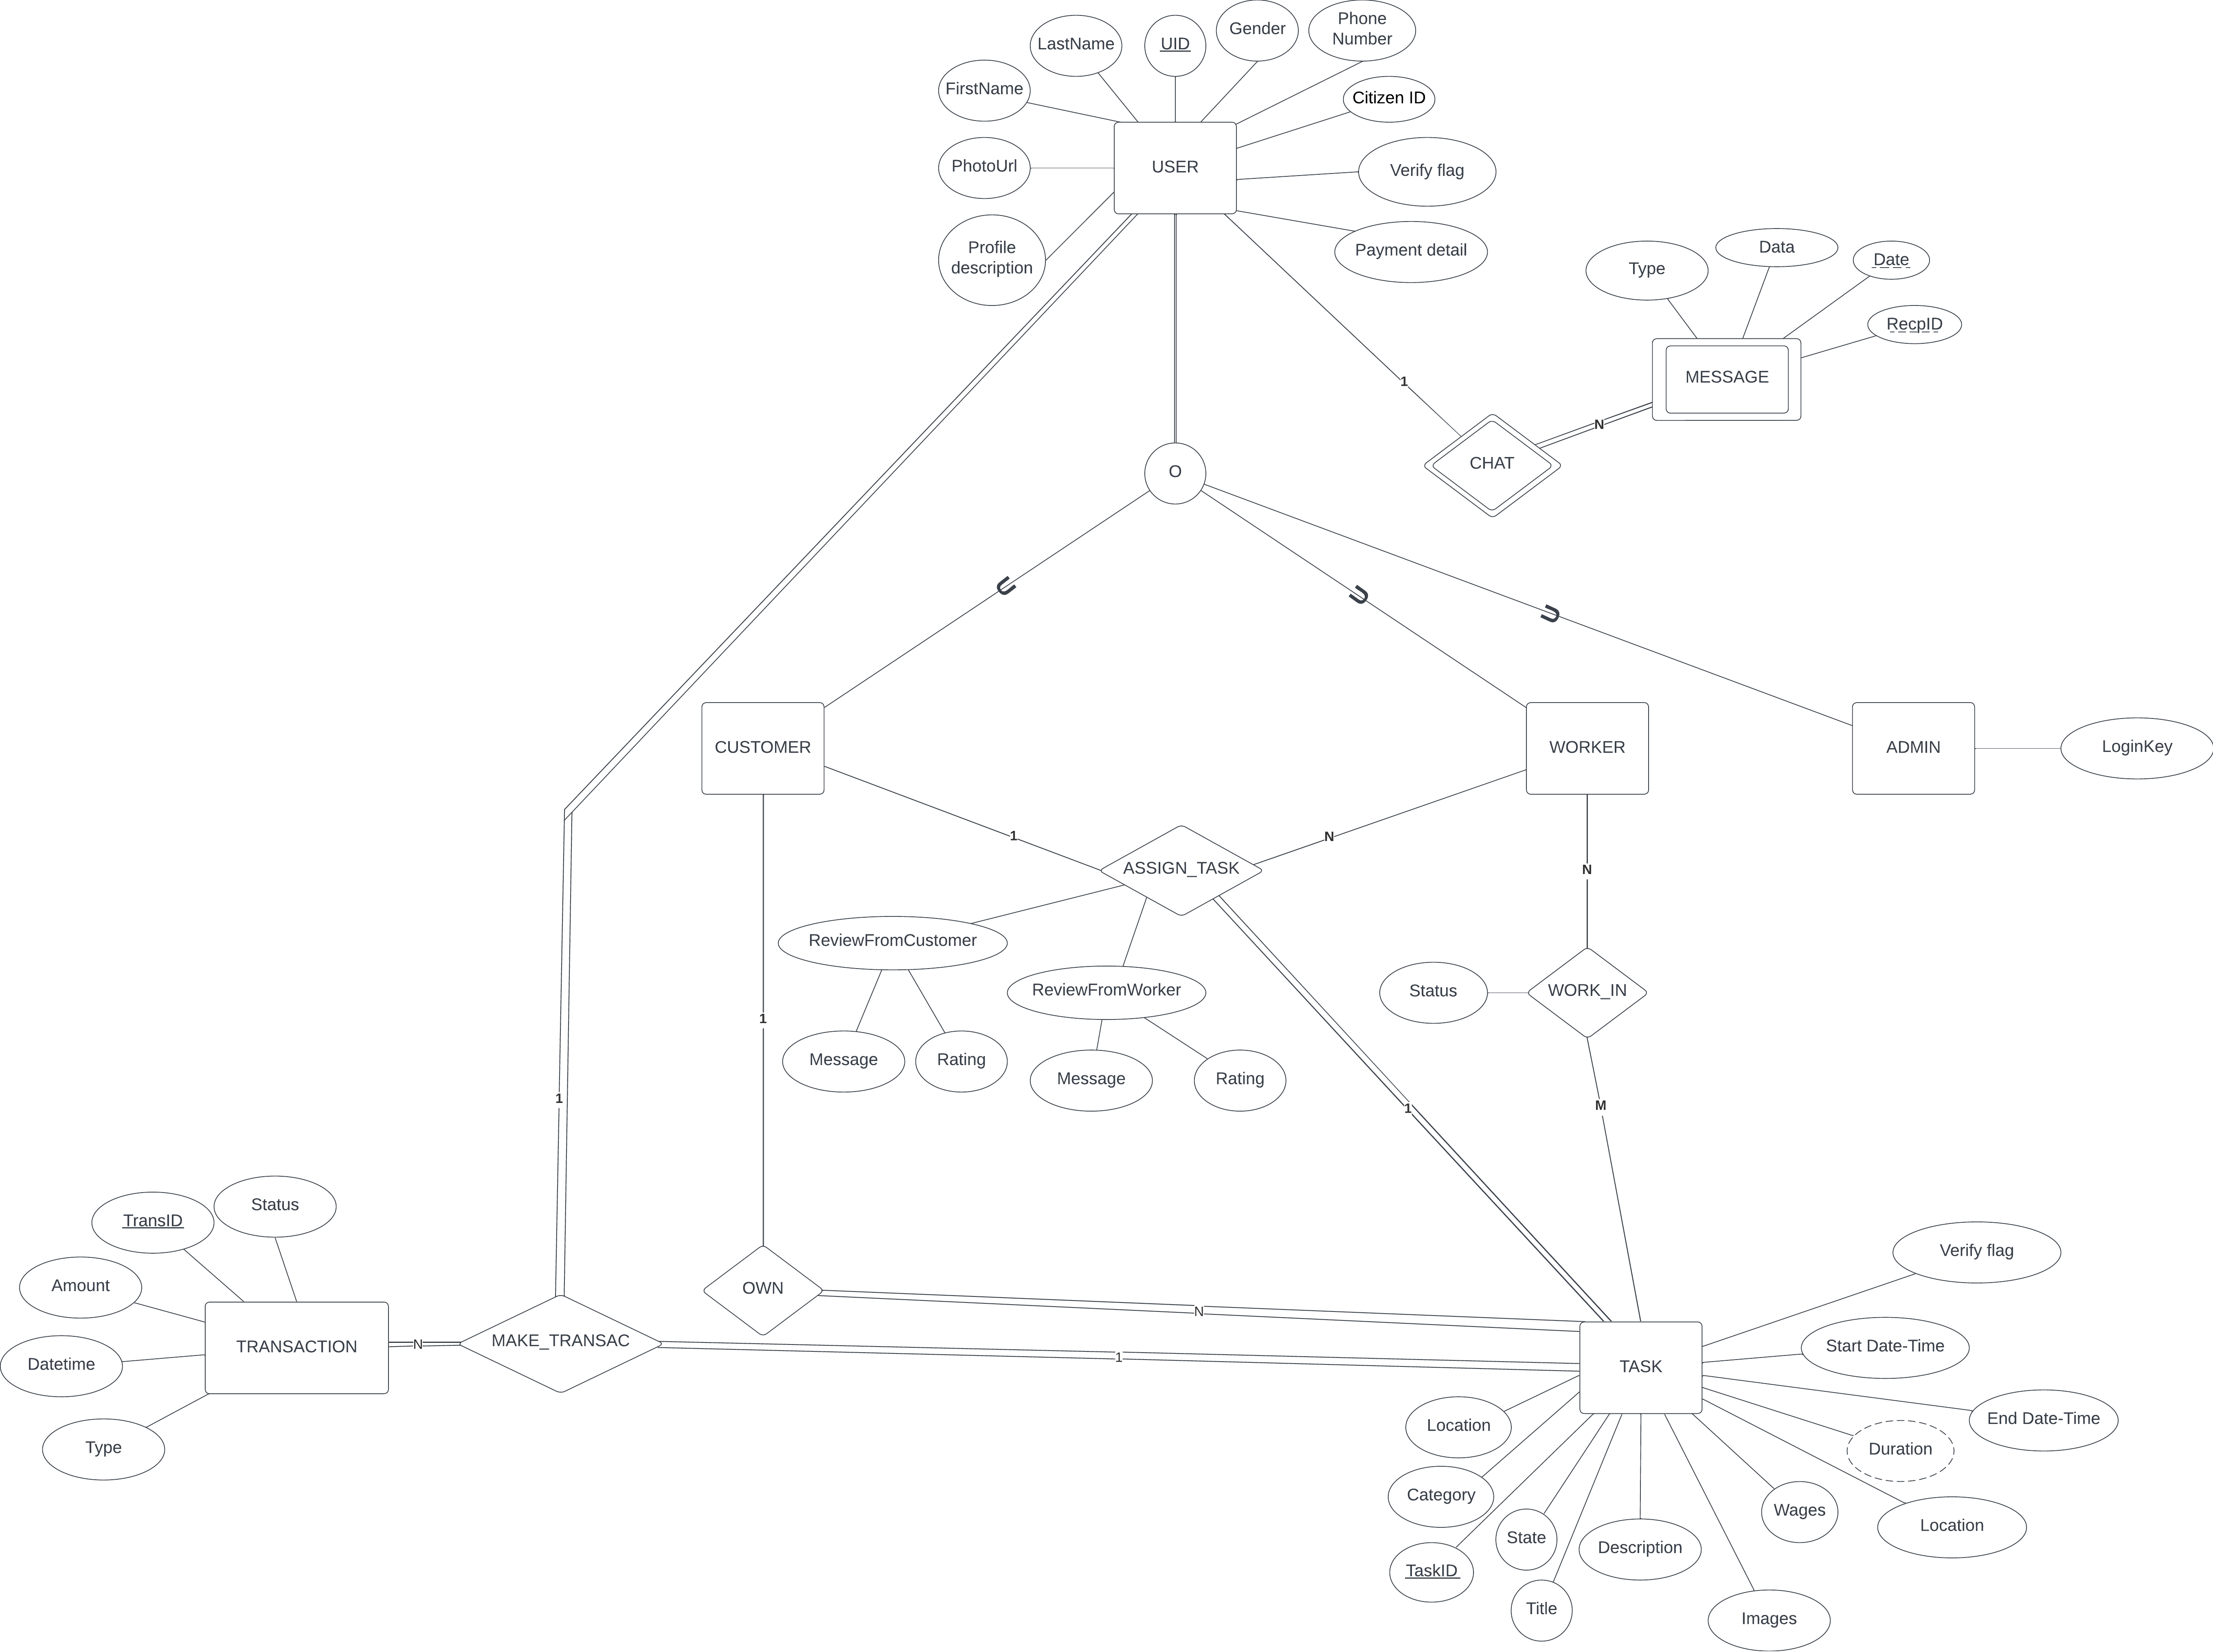 Phone
Number
Gender
LastName
UID
FirstName
Citizen ID
PhotoUrl
USER
Verify flag
Profile
description
Payment detail
Type
Data
Date
RecpID
MESSAGE
1
N
CHAT
O
U
U
U
CUSTOMER
WORKER
ADMIN
LoginKey
1
N
ASSIGN_TASK
N
ReviewFromCustomer
ReviewFromWorker
Status
WORK_IN
1
Message
Rating
Message
Rating
1
1
M
Status
TransID
Amount
Verify flag
OWN
N
TRANSACTION
N
MAKE_TRANSAC
1
TASK
Start Date-Time
Datetime
Location
End Date-Time
Type
Duration
Category
Wages
Location
State
Description
TaskID
Title
Images